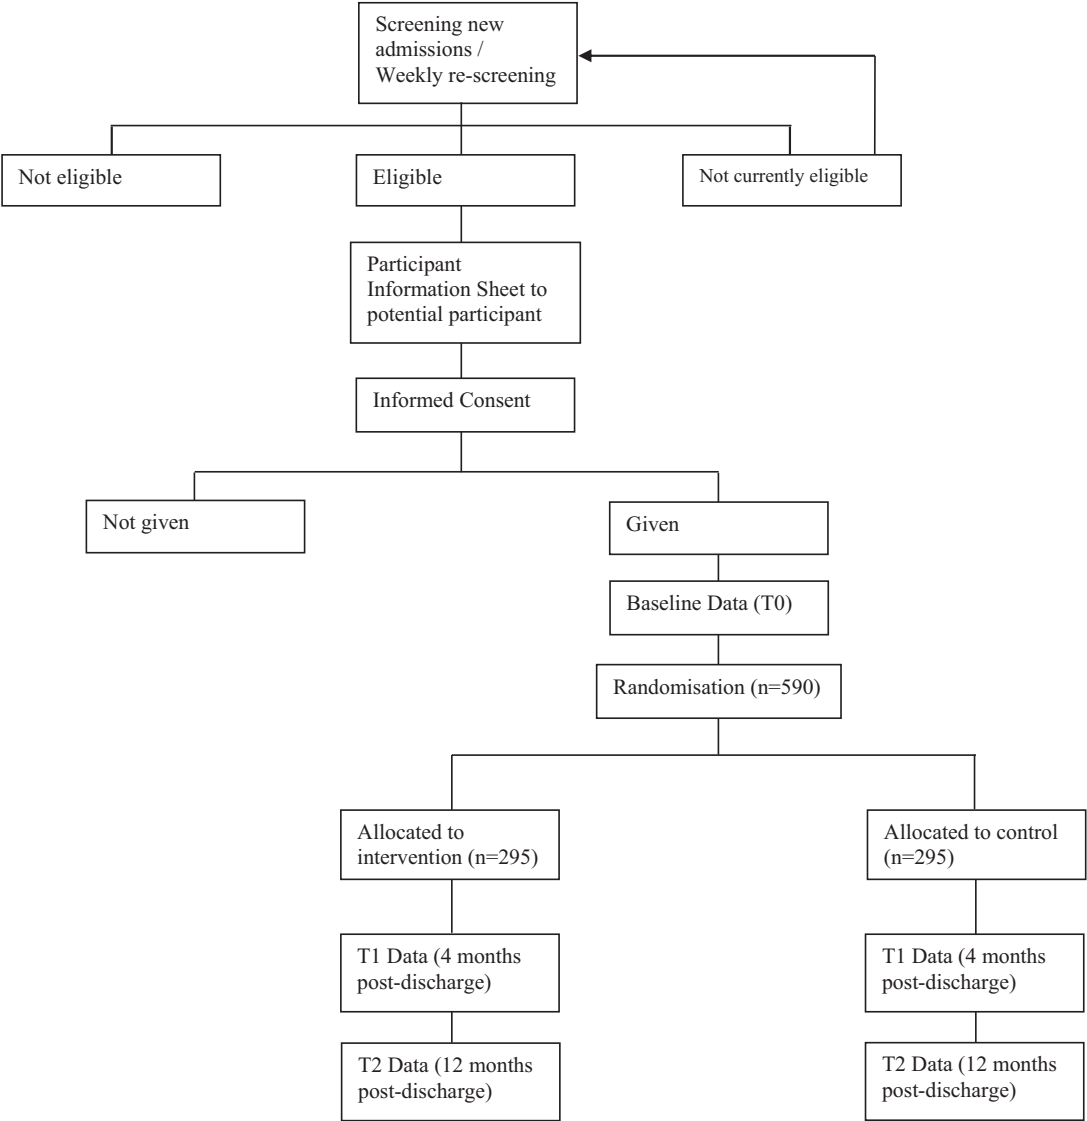 Screening new
admissions /
Weekly re-screening
Not eligible
Eligible
Not currently eligible
Participant
Information Sheet to
potential participant
Informed Consent
Not given
Given
Baseline Data (T0)
Randomisation (n=590)
Allocated to
intervention (n=295)
Allocated to control
(n=295)
T1 Data (4 months
post-discharge)
T1 Data (4 months
post-discharge)
T2 Data (12 months
post-discharge)
T2 Data (12 months
post-discharge)